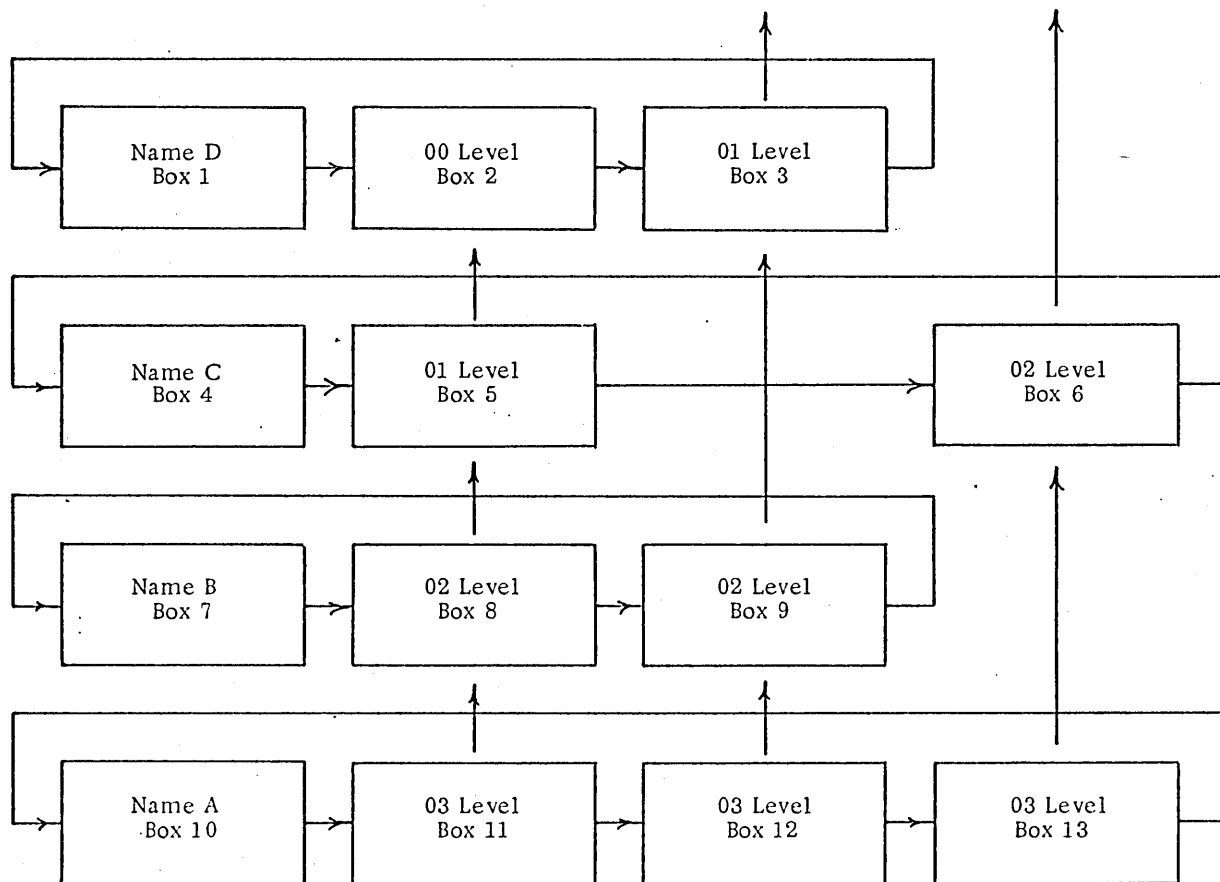 Name D
Box 1
00 Level
Box 2
01 Level
Box 3
Name C
Box 4
01 Level
Box 5
02 Level
Box 6
Name B
Box 7
02 Level
Box 8
02 Level
Box 9
Name A
Box 10
03 Level
Box 11
03 Level
Box 12
03 Level
Box 13